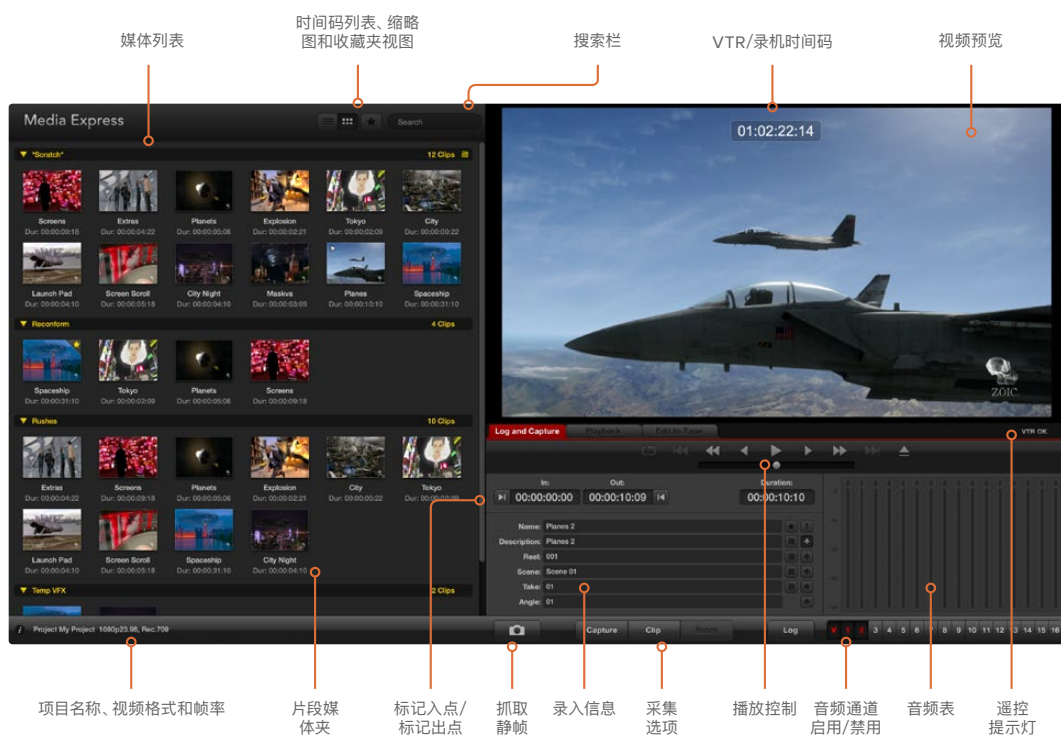 媒体列表
时间码列表、缩略
图和收藏夹视图
搜索栏
VTR/录机时间码
视频预览
Media Express
Search
01:02:22:14
*Scratch*
12 Clips
Screens Extras Planets Explosion Tokyo City
Dur: 00:00:09:18 Dur: 00:00:04:22 Dur: 00:00:05:06 Dur: 00:00:02:21 Dur: 00:00:02:09 Dur: 00:00:00:22
Launch Pad Screen Scroll City Night Maskva Planes Spaceship
Dur: 00:00:04:10 Dur: 00:00:05:18 Dur: 00:00:04:10 Dur: 00:00:03:09 Dur: 00:00:10:10 Dur: 00:00:31:10
Reconform
4 Clips
Spaceship Tokyo Planets Screens
Dur: 00:00:31:10 Dur: 00:00:02:09 Dur: 00:00:05:06 Dur: 00:00:09:18
Rushes
10 Clips
Extras Screens Planets Explosion City Tokyo
Dur: 00:00:04:22 Dur: 00:00:09:18 Dur: 00:00:05:06 Dur: 00:00:02:21 Dur: 00:00:00:22 Dur: 00:00:02:09
Launch Pad Screen Scroll Spaceship City Night
Dur: 00:00:04:10 Dur: 00:00:05:18 Dur: 00:00:31:10 Dur: 00:00:04:10
Temp VFX
2 Clips
Project My Project 1080p23.98, Rec.709
ZOIC.
Log and Capture Playback Edit to Tape
VTR OK
In: Out: Duration:
00:00:00:00 00:00:10:09 00:00:10:10
Name: Planes 2
Description: Planes 2
Reel: 001
Scene: Scene 01
Take: 01
Angle: 01
Capture Clip Batch Log
V 1 2 3 4 5 6 7 8 9 10 11 12 13 14 15 16
项目名称、视频格式和帧率
片段媒
体夹
标记入点/
标记出点
抓取
静帧
录入信息
采集
选项
播放控制
音频通道
启用/禁用
音频表
遥控
提示灯